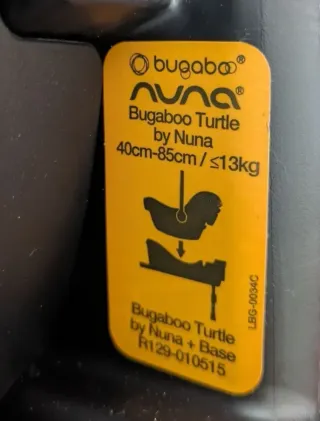 bugaboo®
nuna®
Bugaboo Turtle
by Nuna
40cm-85cm / ≤13kg
Bugaboo Turtle
by Nuna + Base
R129-010515
LBG-0034C